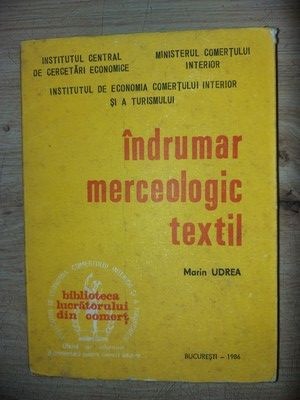 INSTITUTUL CENTRAL
DE CERCETĂRI ECONOMICE
MINISTERUL COMERȚULUI
INTERIOR
INSTITUTUL DE ECONOMIA COMERȚULUI INTERIOR
ȘI A TURISMULUI
îndrumar
merceologic
textil
Marin UDREA
biblioteca
lucrătorului
din comerț
BUCUREȘTI - 1986